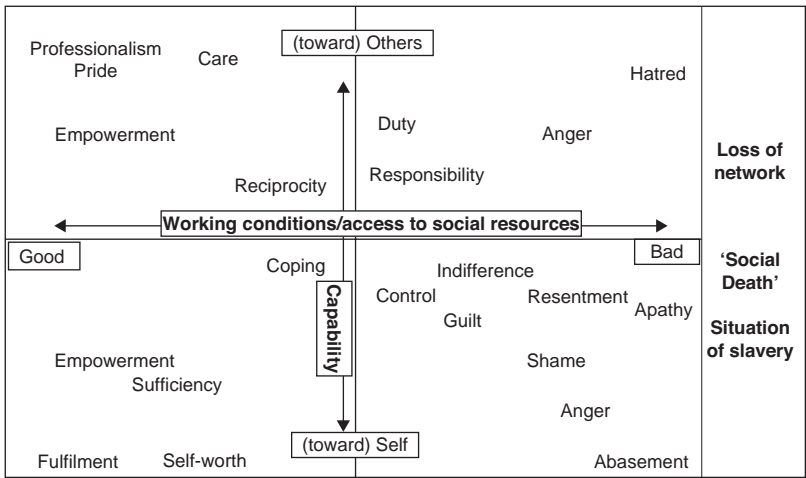 Professionalism
Pride
Care
(toward) Others
Hatred
Empowerment
Duty
Anger
Reciprocity
Responsibility
Loss of
network
Working conditions/access to social resources
Good
Bad
Coping
Indifference
Control
Guilt
Resentment
Apathy
Capability
‘Social
Death’
Situation
of slavery
Empowerment
Sufficiency
Shame
Anger
(toward) Self
Fulfilment
Self-worth
Abasement